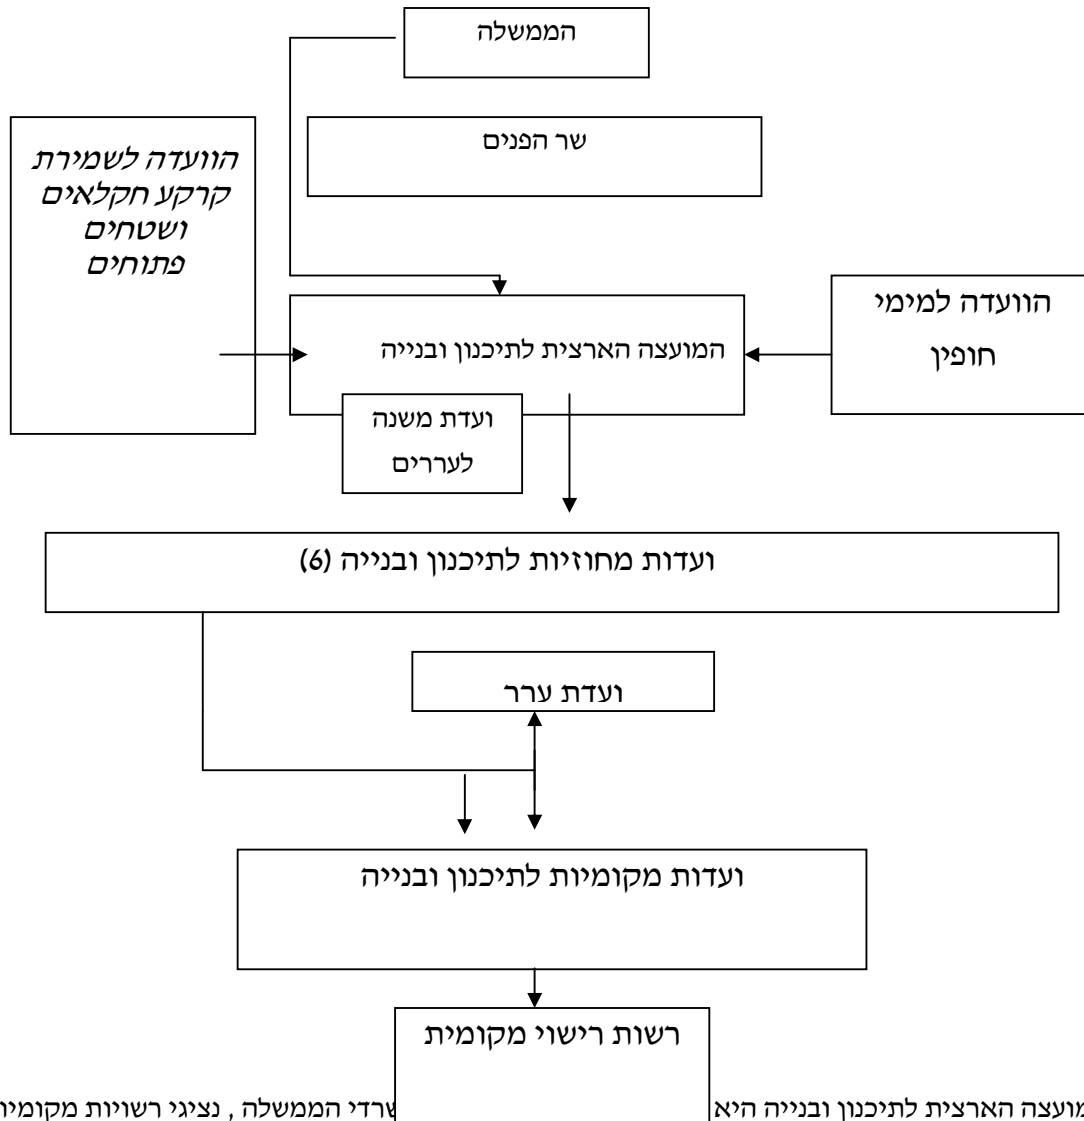 הממשלה
שר הפנים
הוועדה לשמירת
קרקע חקלאים
ושטחים
פתוחים
הוועדה למימי
חופין
המועצה הארצית לתיכנון ובנייה
ועדת משנה
לעררים
ועדות מחוזיות לתיכנון ובנייה (6)
ועדת ערר
ועדות מקומיות לתיכנון ובנייה
רשות רישוי מקומית
מועצה הארצית לתיכנון ובנייה היא שרדי הממשלה , נציגי רשויות מקומיו